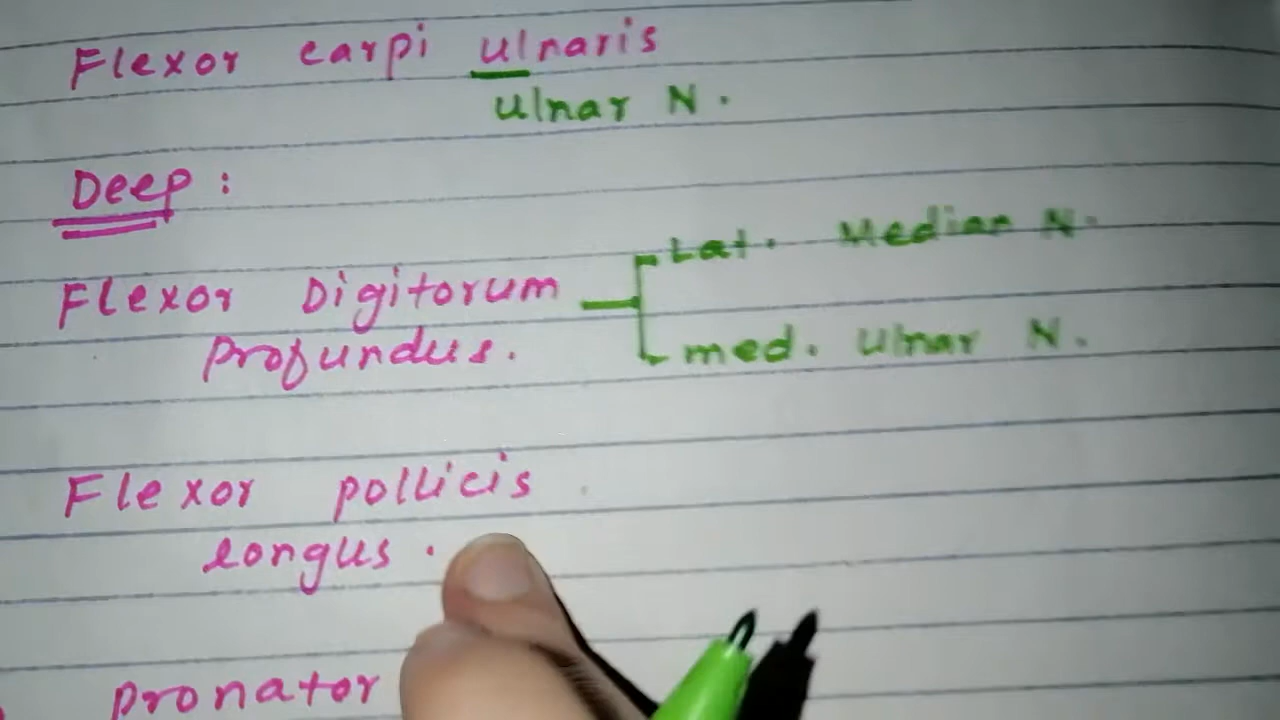 Flexor carpi ulnaris
ulnar N.
Deep :
Lat. Median N.
Flexor Digitorum
profundus.
med. ulnar N.
Flexor pollicis
longus .
pronator